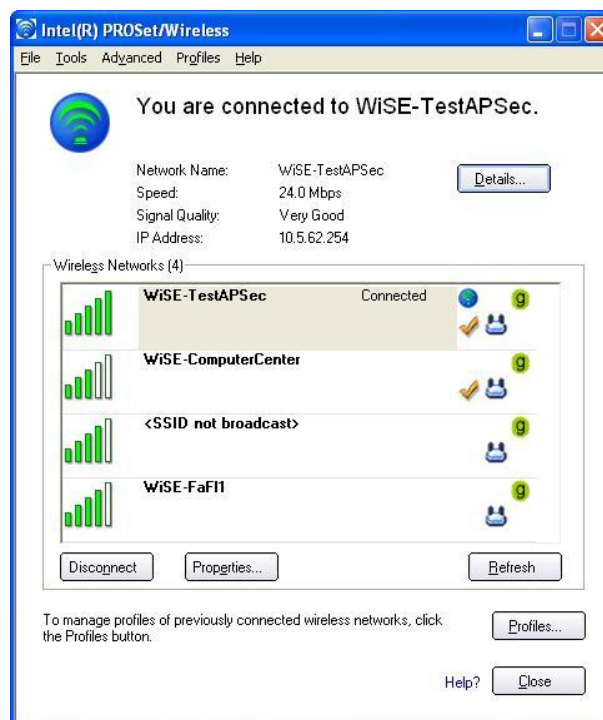 Intel(R) PROSet/Wireless
File Tools Advanced Profiles Help
You are connected to WiSE-TestAPSec.
Network Name: WiSE-TestAPSec
Details...
Speed: 24.0 Mbps
Signal Quality: Very Good
IP Address: 10.5.62.254
Wireless Networks (4)
WiSE-TestAPSec Connected
g
WiSE-ComputerCenter
g
<SSID not broadcast>
g
WiSE-FaFI1
g
Disconnect Properties... Refresh
To manage profiles of previously connected wireless networks, click
the Profiles button.
Profiles...
Help? Close